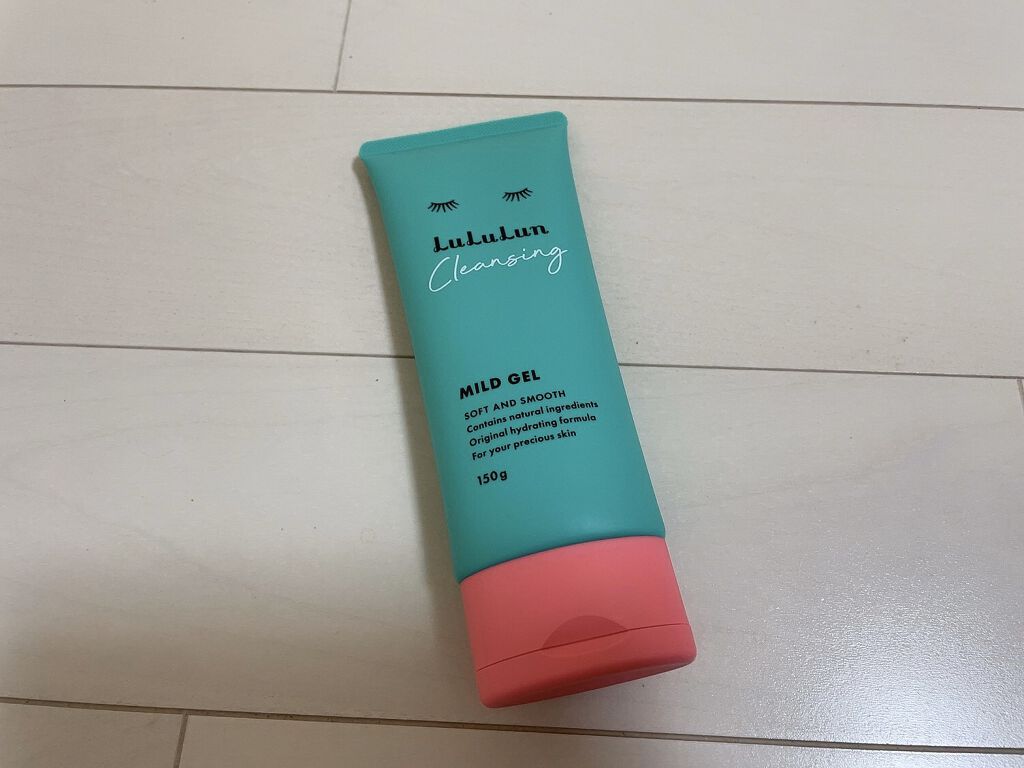 LuLuLun
Cleansing
MILD GEL
SOFT AND SMOOTH
Contains natural ingredients
Original hydrating formula
For your precious skin
150g